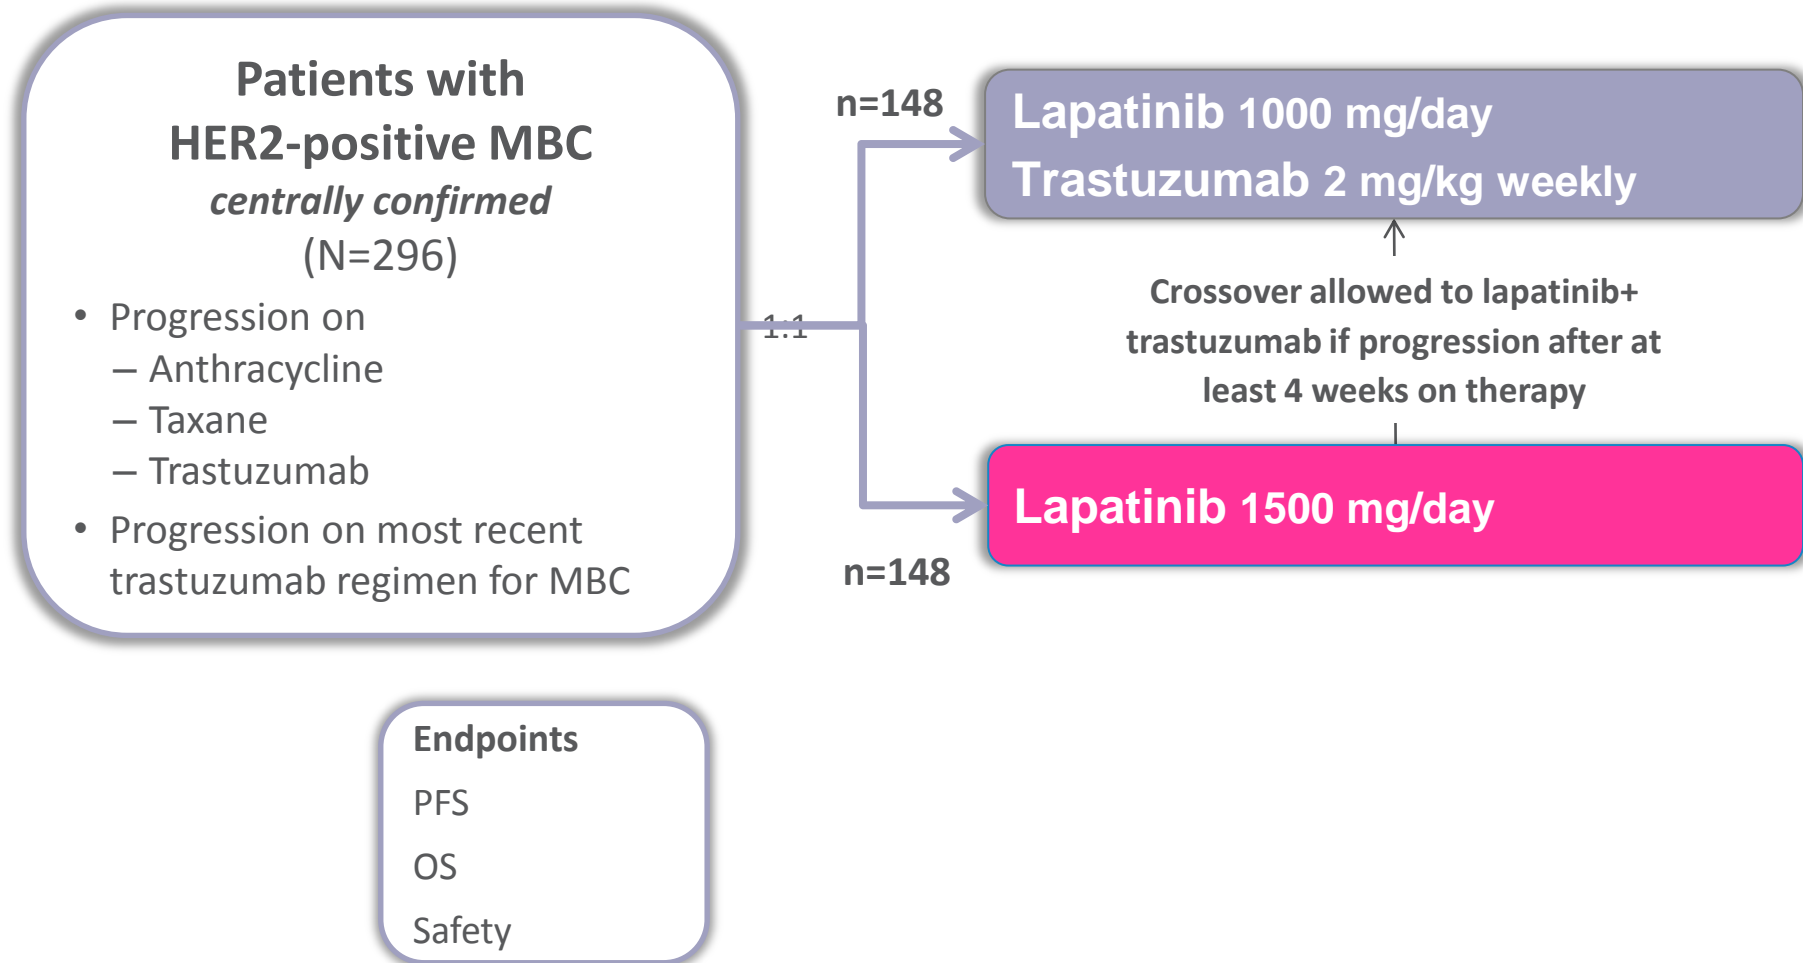 Patients with
HER2-positive MBC
centrally confirmed
(N=296)
• Progression on
– Anthracycline
– Taxane
– Trastuzumab
• Progression on most recent
trastuzumab regimen for MBC
1:1
n=148
Lapatinib 1000 mg/day
Trastuzumab 2 mg/kg weekly
Crossover allowed to lapatinib+
trastuzumab if progression after at
least 4 weeks on therapy
Lapatinib 1500 mg/day
n=148
Endpoints
PFS
OS
Safety